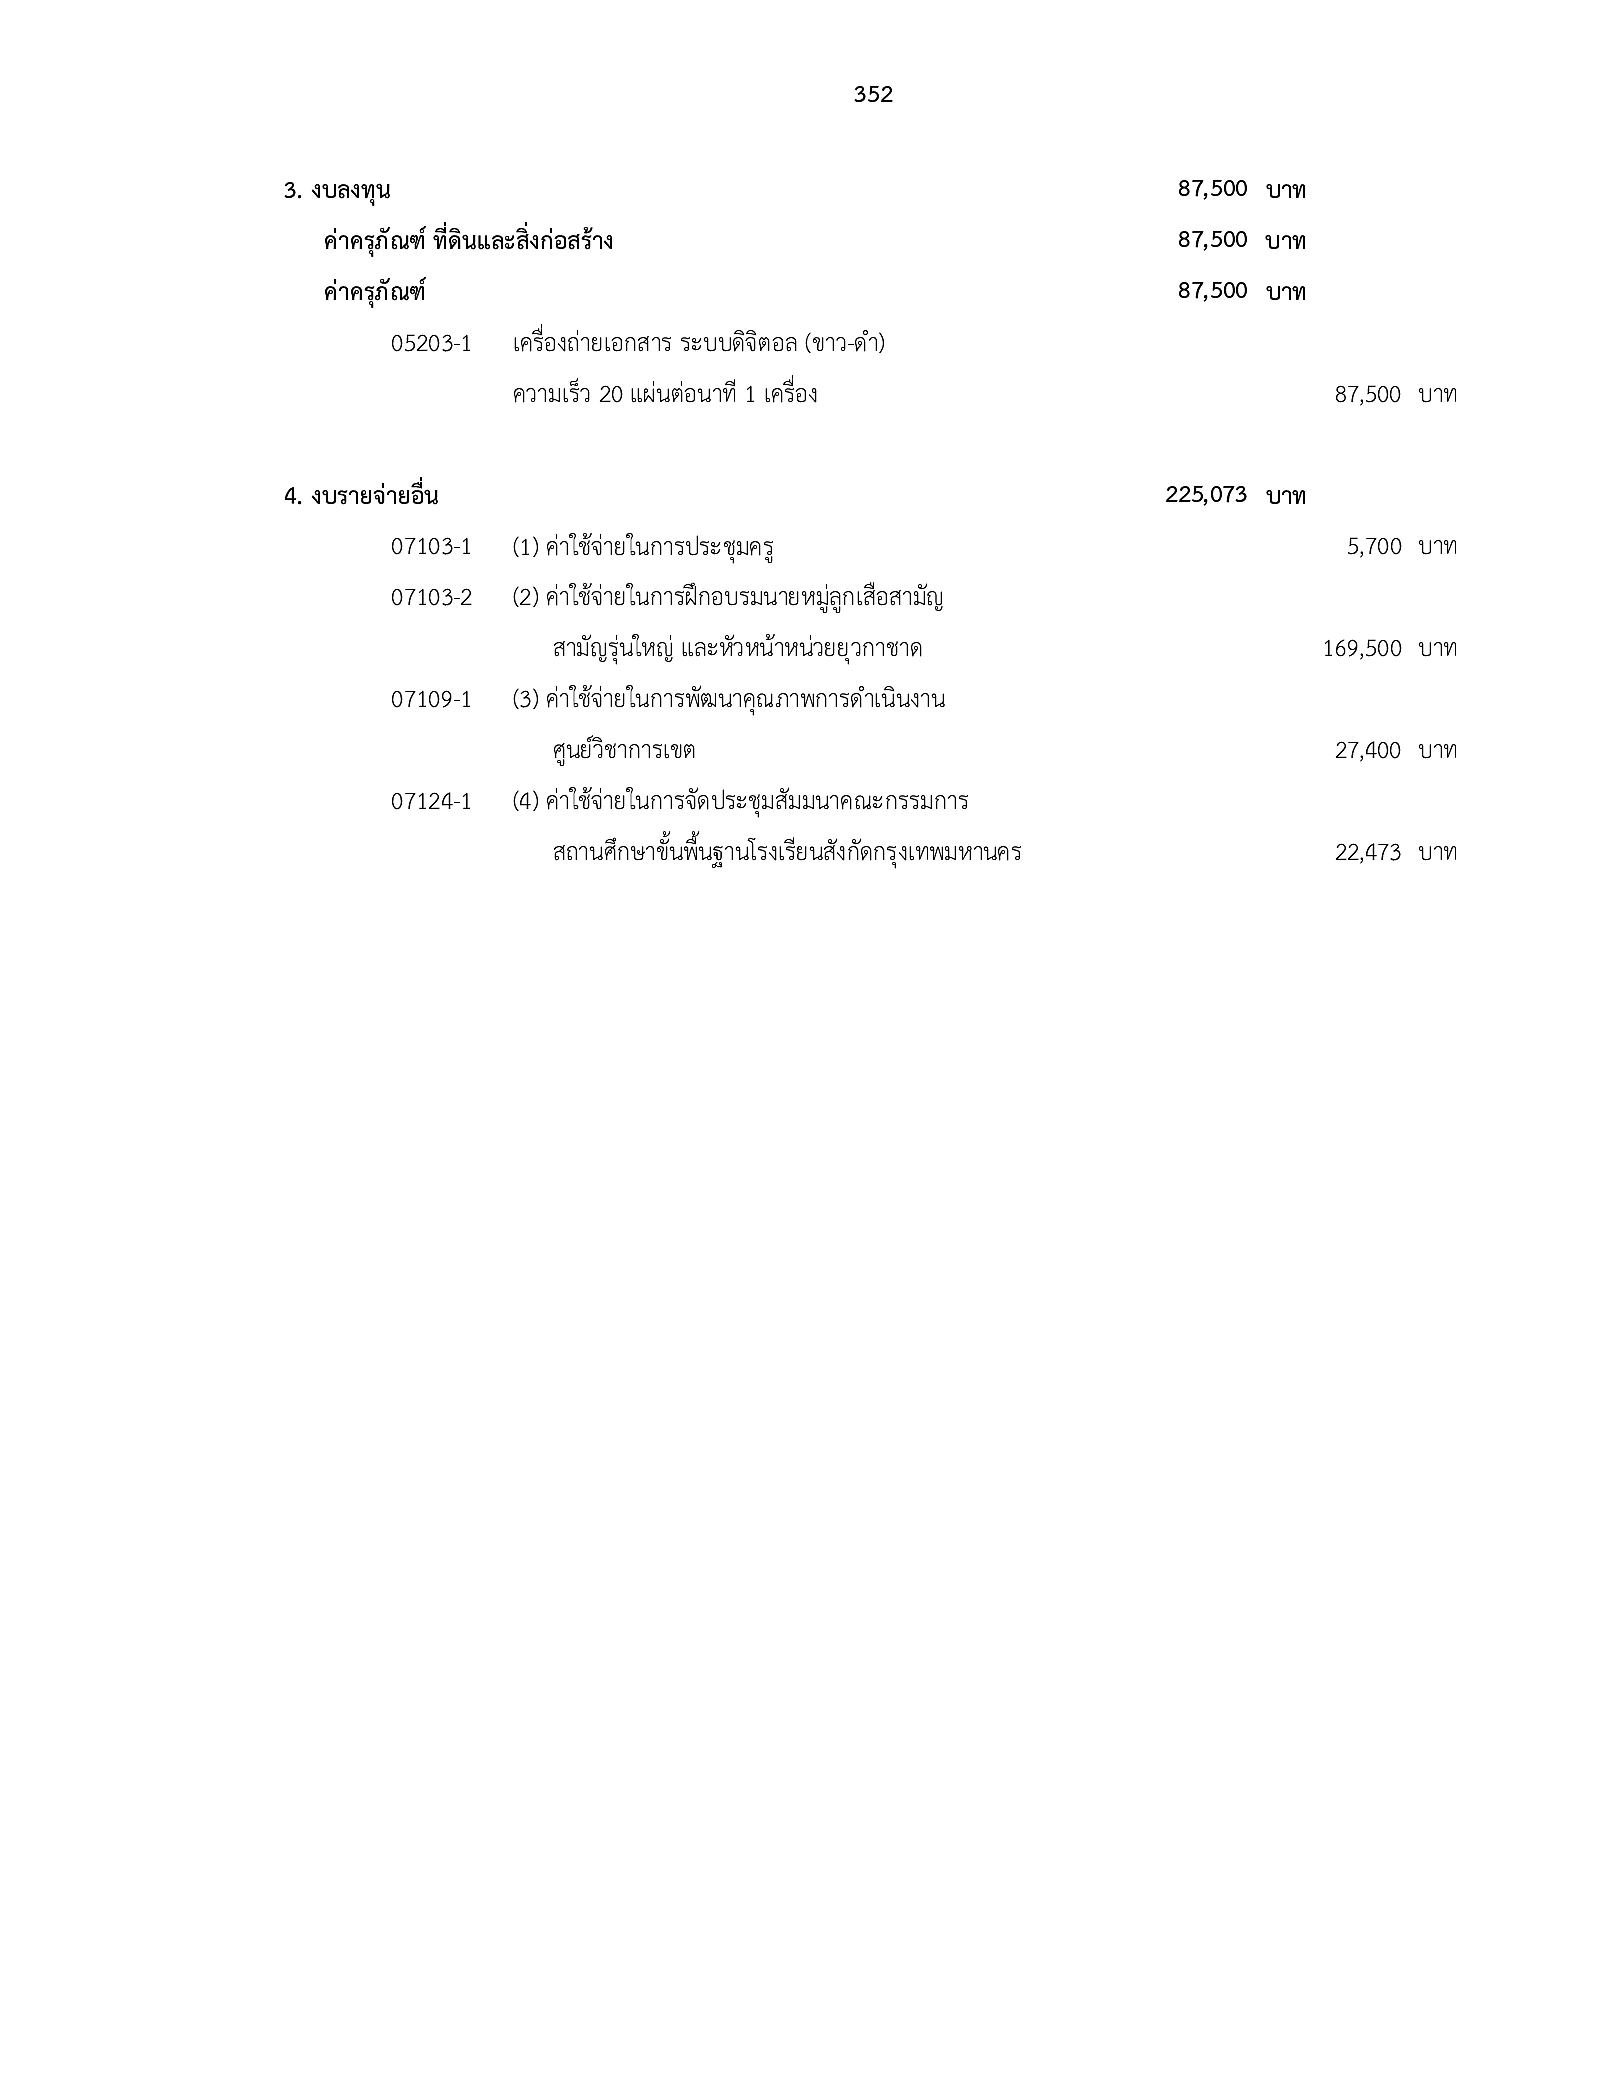 352
3. งบลงทุน 87,500 บาท
ค่าครุภัณฑ์ ที่ดินและสิ่งก่อสร้าง 87,500 บาท
ค่าครุภัณฑ์ 87,500 บาท
05203-1 เครื่องถ่ายเอกสาร ระบบดิจิตอล (ขาว-ดำ)
ความเร็ว 20 แผ่นต่อนาที 1 เครื่อง 87,500 บาท
4. งบรายจ่ายอื่น 225,073 บาท
07103-1 (1) ค่าใช้จ่ายในการประชุมครู 5,700 บาท
07103-2 (2) ค่าใช้จ่ายในการฝึกอบรมนายหมู่ลูกเสือสามัญ
สามัญรุ่นใหญ่ และหัวหน้าหน่วยยุวกาชาด 169,500 บาท
07109-1 (3) ค่าใช้จ่ายในการพัฒนาคุณภาพการดำเนินงาน
ศูนย์วิชาการเขต 27,400 บาท
07124-1 (4) ค่าใช้จ่ายในการจัดประชุมสัมมนาคณะกรรมการ
สถานศึกษาขั้นพื้นฐานโรงเรียนสังกัดกรุงเทพมหานคร 22,473 บาท